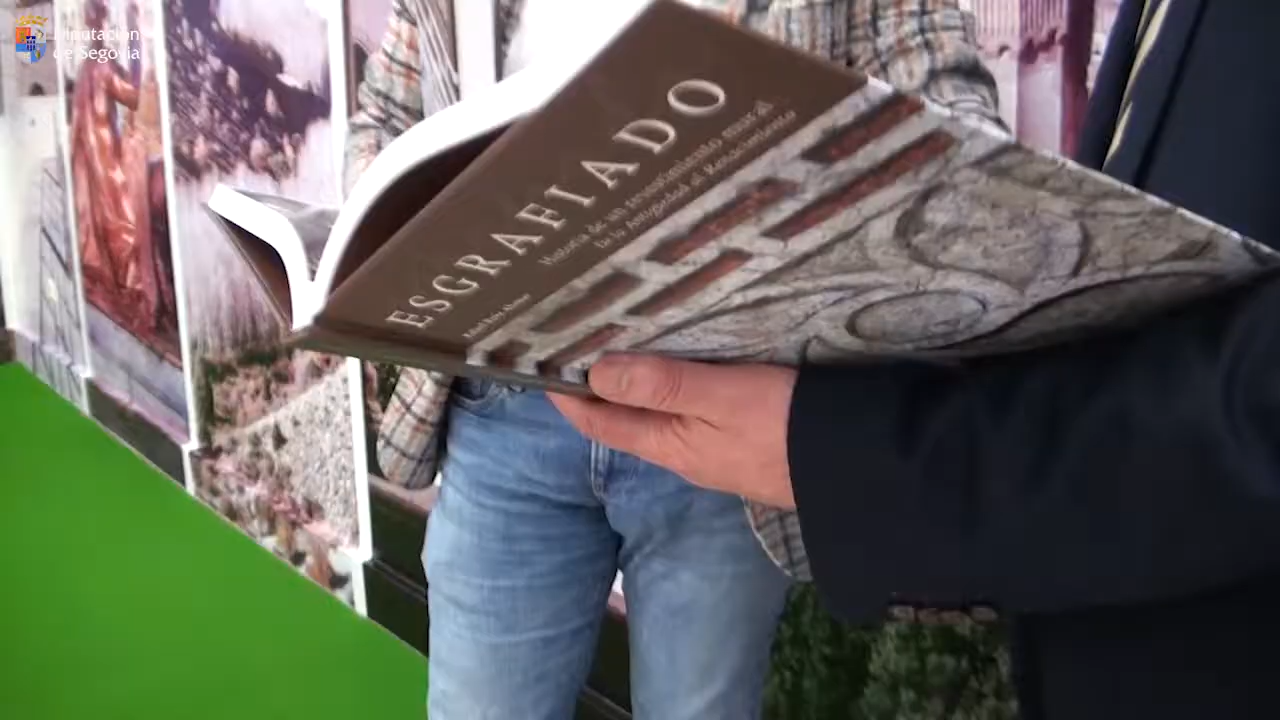 Diputación
de Segovia
ESGRAFIADO
Historia de un revestimiento mural
De la Antigüedad al Renacimiento